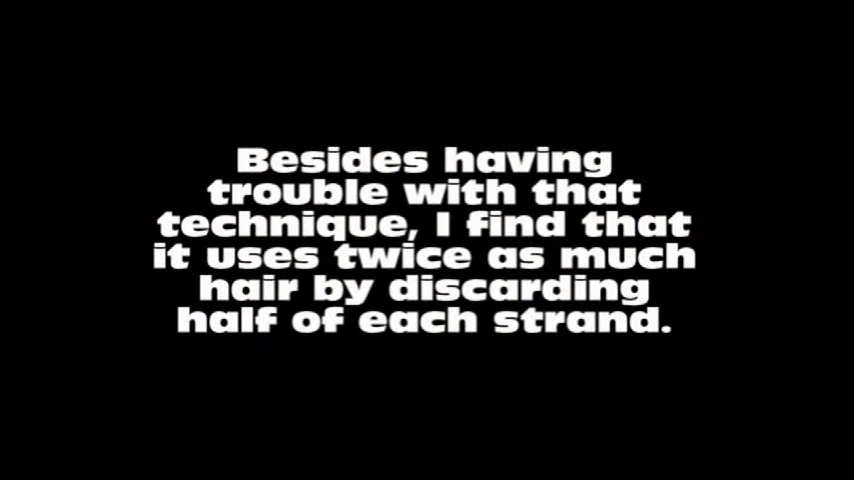 Besides having
trouble with that
technique, I find that
it uses twice as much
hair by discarding
half of each strand.